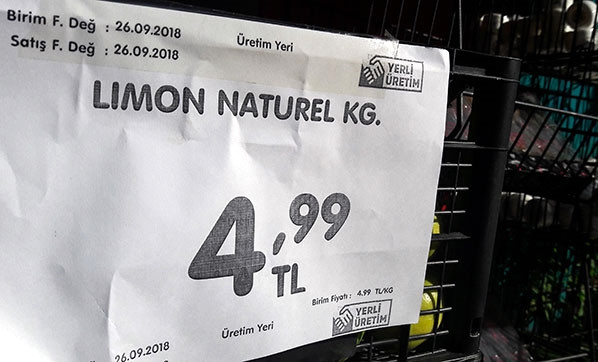 Birim F. Değ : 26.09.2018
Satış F. Değ : 26.09.2018
Üretim Yeri
YERLİ
ÜRETİM
LIMON NATUREL KG.
4,99
TL
Birim Fiyatı : 4.99 TL/KG
YERLİ
ÜRETİM
Üretim Yeri
26.09.2018